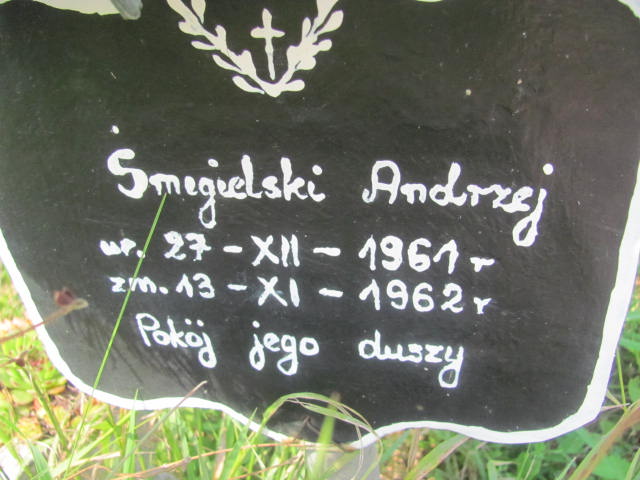 Śmigielski Andrzej
ur. 27 - XII - 1961 r
zm. 13 - XI - 1962 r
Pokój jego duszy